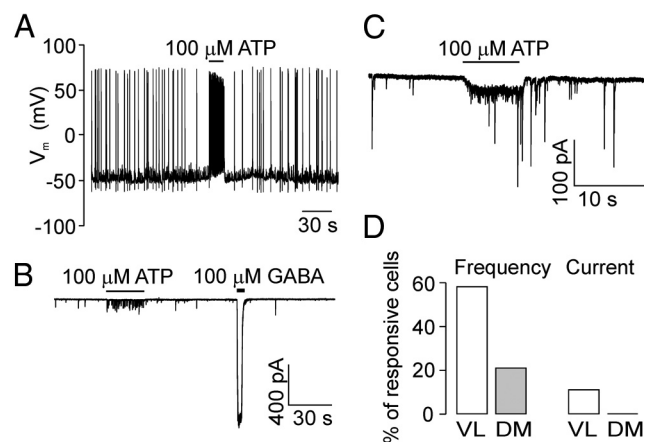 A
100
100 μM ATP
50
0
-50
-100
Vm (mV)
30 s
B
100 μM ATP
100 μM GABA
400 pA
30 s
C
100 μM ATP
100 pA
10 s
D
% of responsive cells
Frequency
Current
60
40
20
0
VL
DM
VL
DM